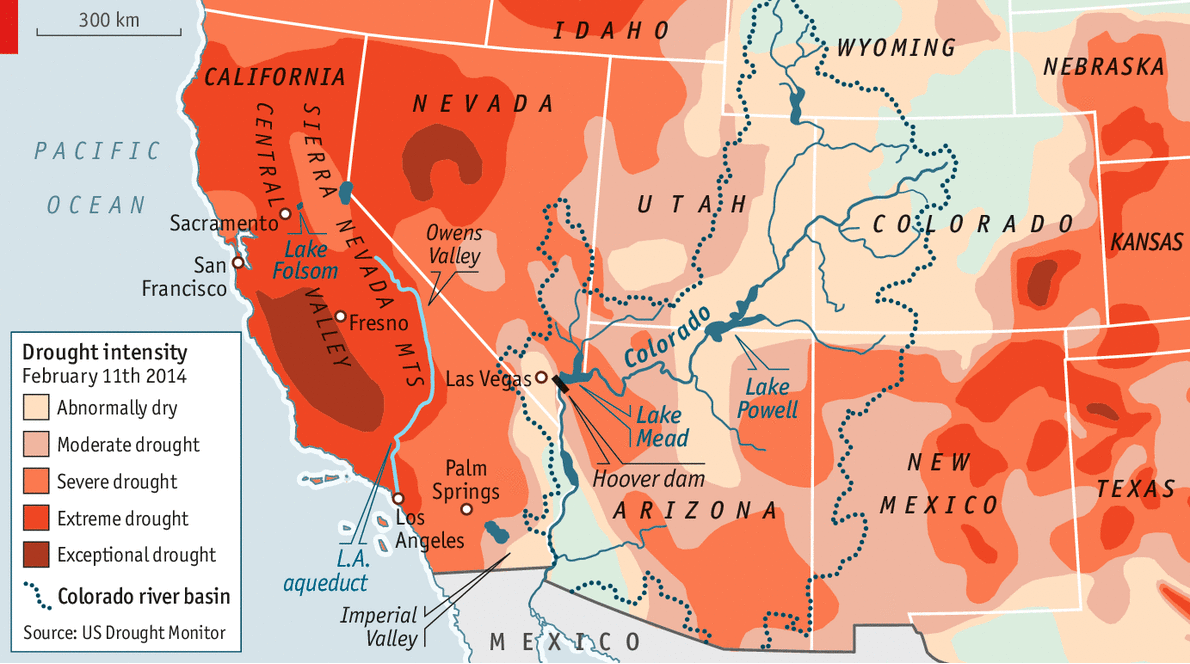 300 km
IDAHO
WYOMING
NEBRASKA
CALIFORNIA
NEVADA
PACIFIC
OCEAN
CENTRAL
VALLEY
SIERRA
NEVADA MTS
UTAH
COLORADO
KANSAS
Sacramento
Lake
Folsom
Owens
Valley
San
Francisco
Fresno
Colorado
Las Vegas
Lake
Powell
Lake
Mead
Hoover dam
Palm
Springs
ARIZONA
NEW
MEXICO
TEXAS
Los
Angeles
L.A.
aqueduct
Imperial
Valley
MEXICO
Drought intensity
February 11th 2014
Abnormally dry
Moderate drought
Severe drought
Extreme drought
Exceptional drought
Colorado river basin
Source: US Drought Monitor